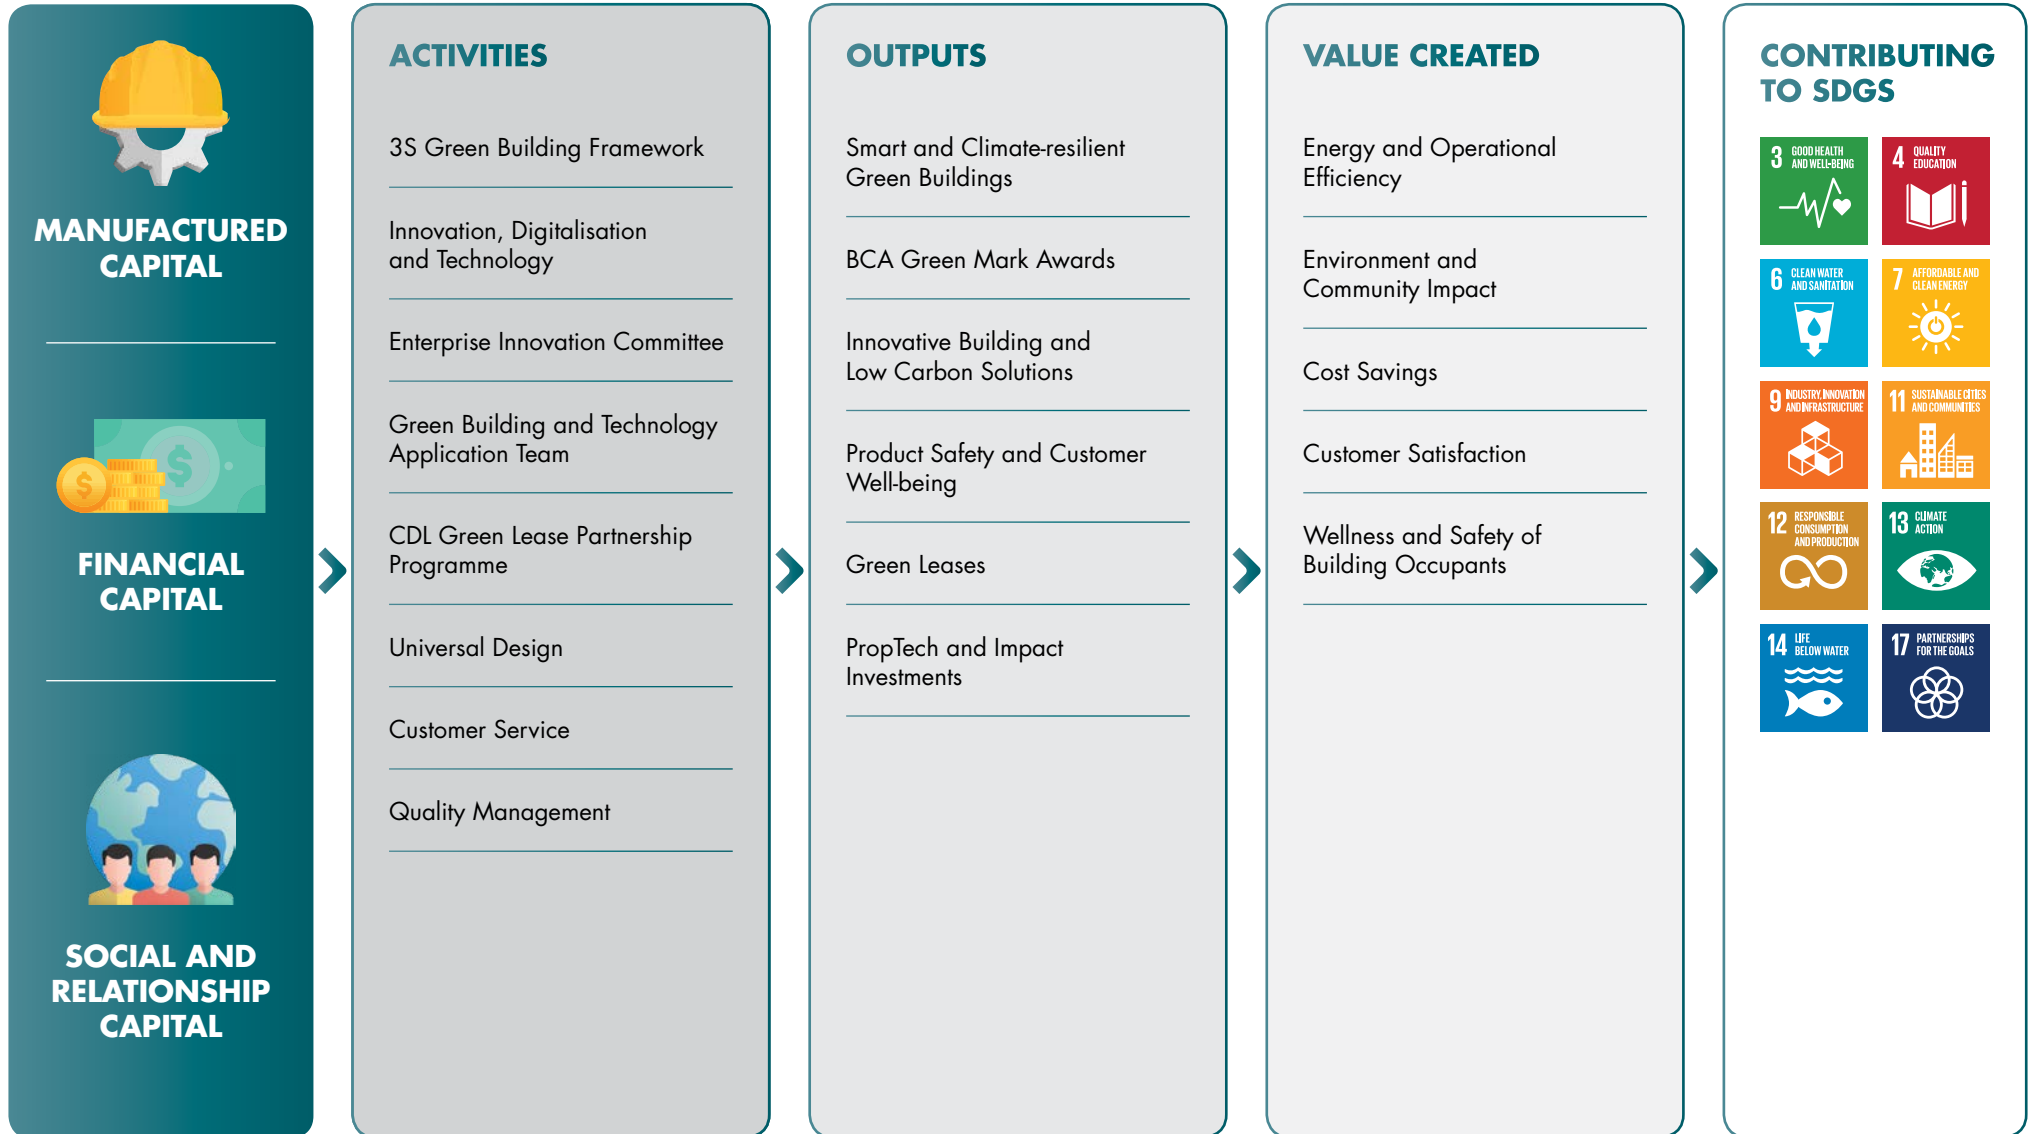 MANUFACTURED
CAPITAL
$
$
FINANCIAL
CAPITAL
SOCIAL AND
RELATIONSHIP
CAPITAL
ACTIVITIES
3S Green Building Framework
Innovation, Digitalisation
and Technology
Enterprise Innovation Committee
Green Building and Technology
Application Team
CDL Green Lease Partnership
Programme
Universal Design
Customer Service
Quality Management
OUTPUTS
Smart and Climate-resilient
Green Buildings
BCA Green Mark Awards
Innovative Building and
Low Carbon Solutions
Product Safety and Customer
Well-being
Green Leases
PropTech and Impact
Investments
VALUE CREATED
Energy and Operational
Efficiency
Environment and
Community Impact
Cost Savings
Customer Satisfaction
Wellness and Safety of
Building Occupants
CONTRIBUTING
TO SDGS
3 GOOD HEALTH
AND WELL-BEING
4 QUALITY
EDUCATION
6 CLEAN WATER
AND SANITATION
7 AFFORDABLE AND
CLEAN ENERGY
9 INDUSTRY, INNOVATION
AND INFRASTRUCTURE
11 SUSTAINABLE CITIES
AND COMMUNITIES
12 RESPONSIBLE
CONSUMPTION
AND PRODUCTION
13 CLIMATE
ACTION
14 LIFE
BELOW WATER
17 PARTNERSHIPS
FOR THE GOALS